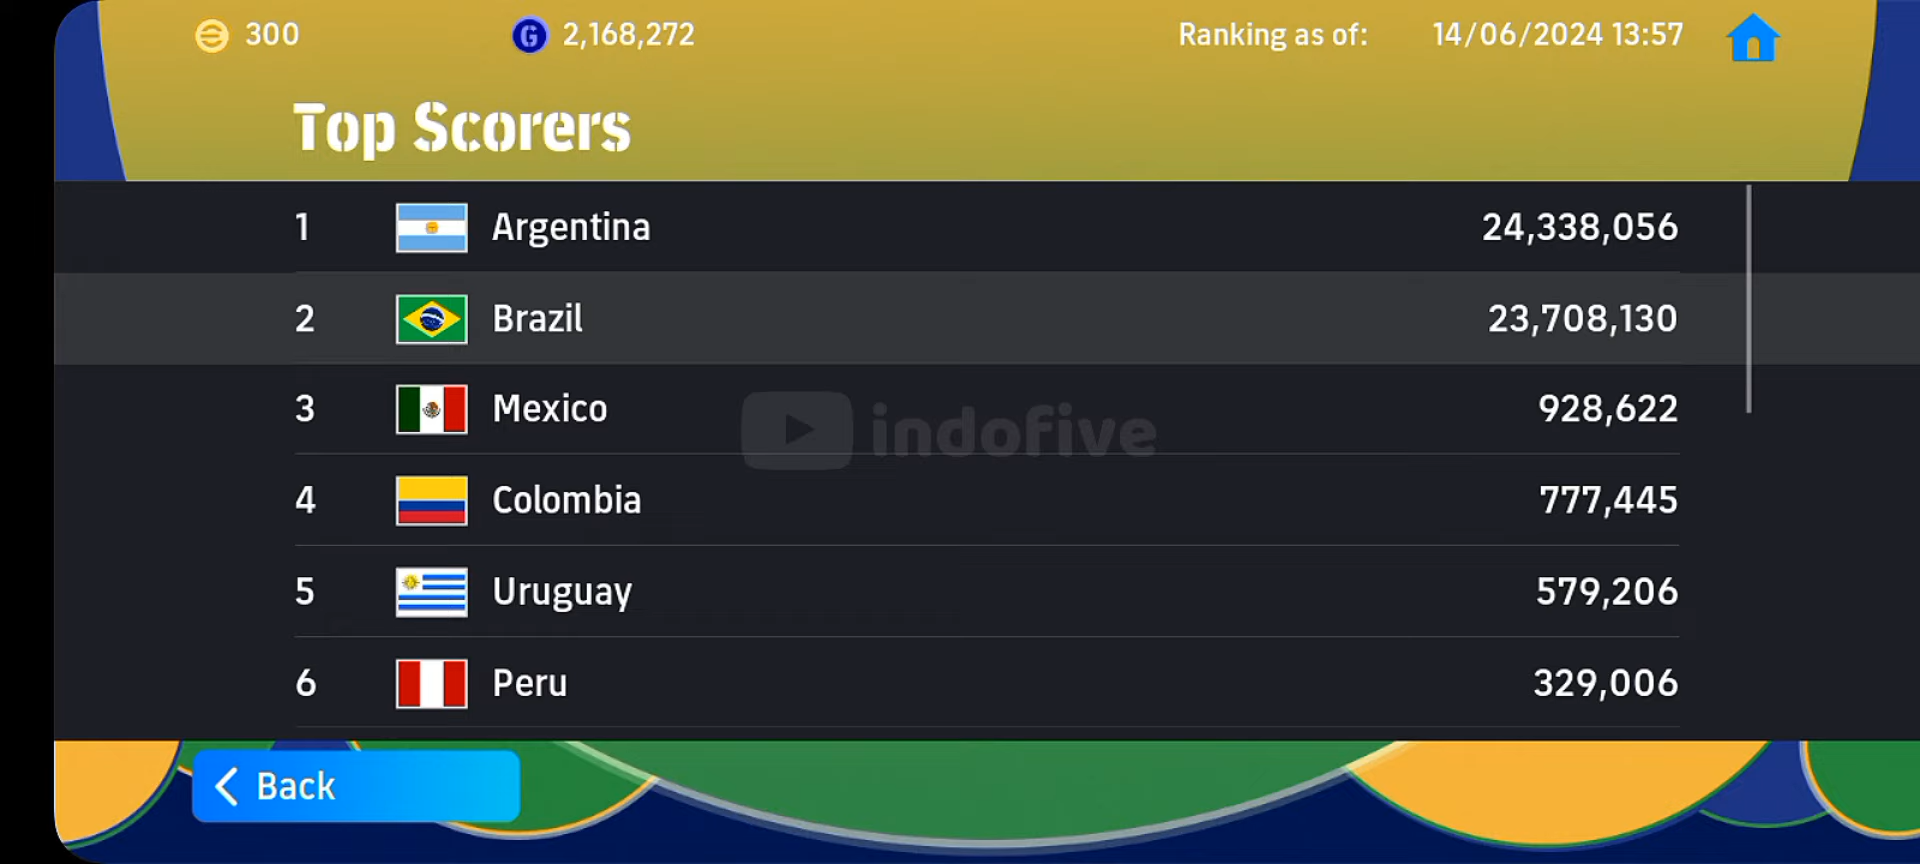 300 G 2,168,272 Ranking as of: 14/06/2024 13:57
Top Scorers
1 Argentina 24,338,056
2 Brazil 23,708,130
3 Mexico 928,622
indofive
4 Colombia 777,445
5 Uruguay 579,206
6 Peru 329,006
Back